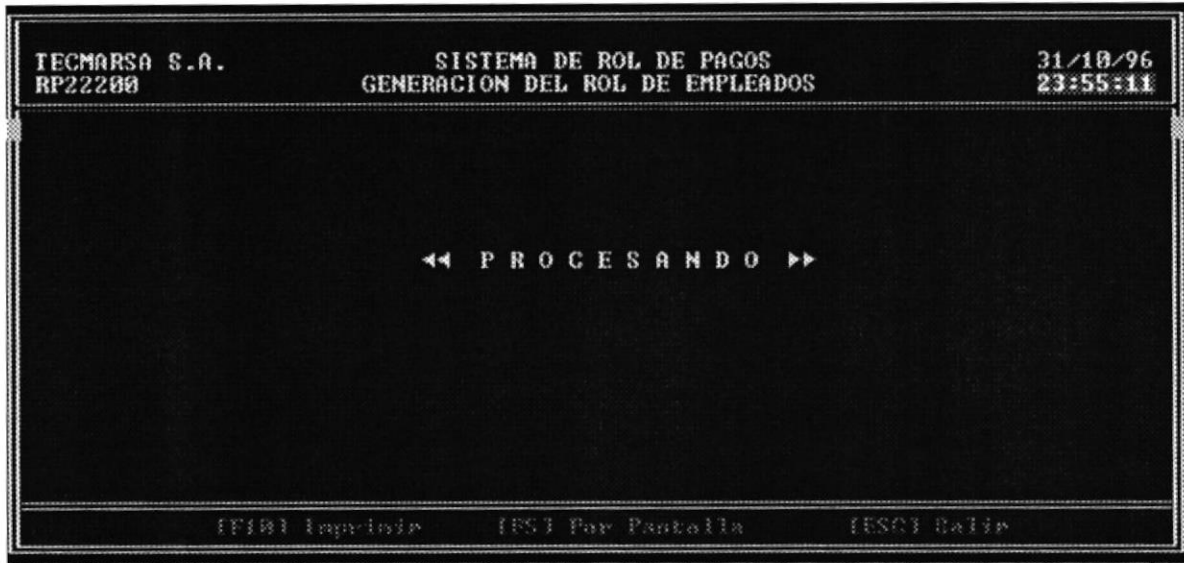 TECMARSA S.A. SISTEMA DE ROL DE PAGOS 31/10/96
RP22200 GENERACION DEL ROL DE EMPLEADOS 23:55:11
◄◄ P R O C E S A N D O ►►
[F10] Imprimir [F5] Por Pantalla [ESC] Salir